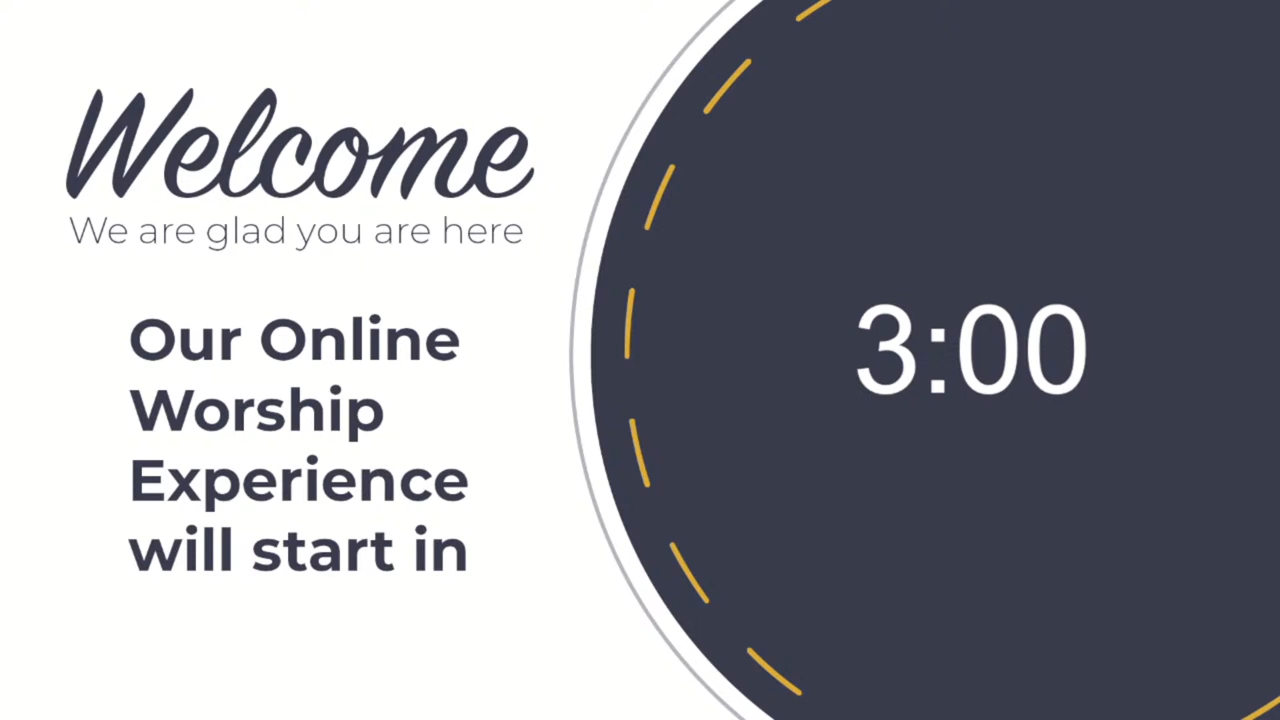 Welcome
We are glad you are here
Our Online
Worship
Experience
will start in
3:00